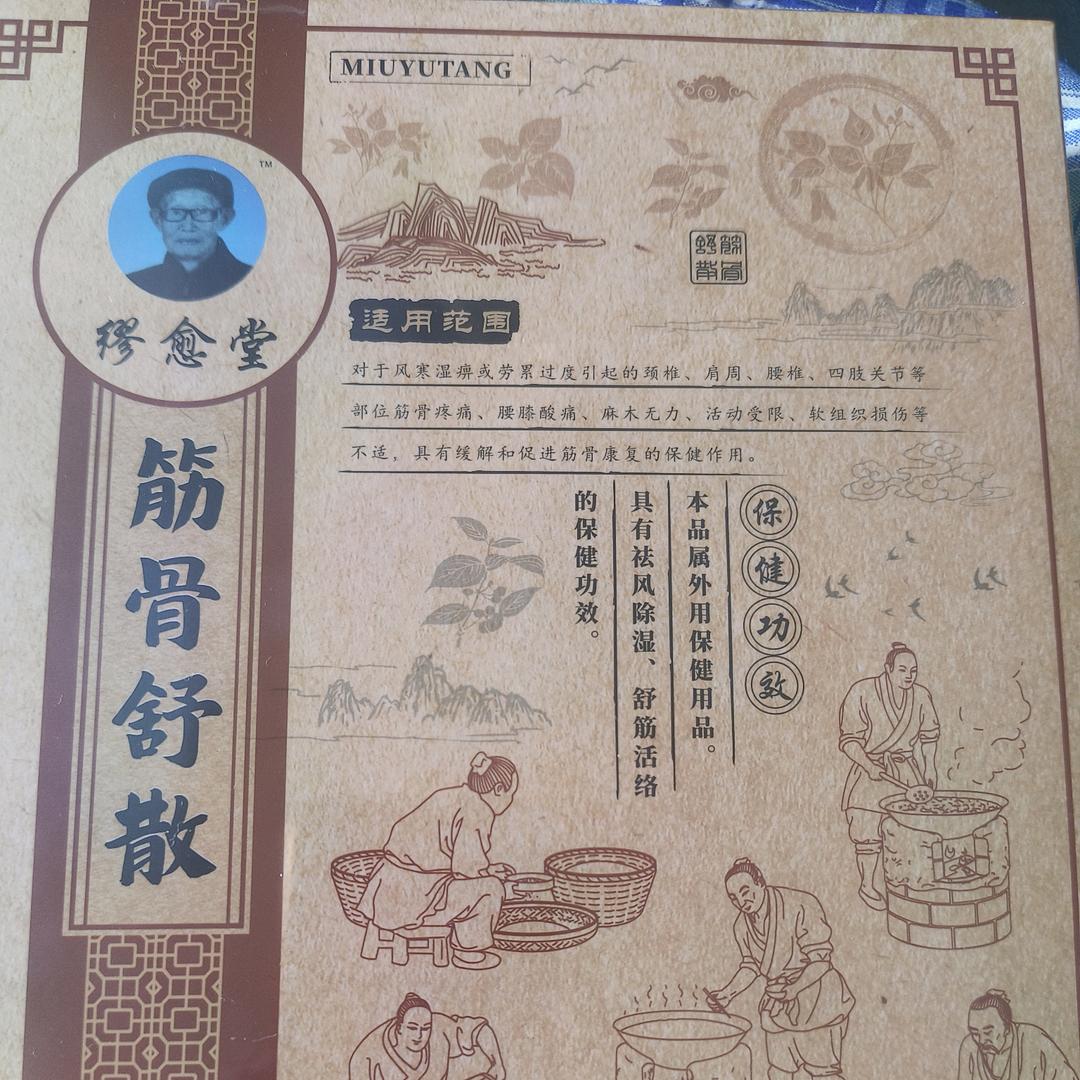 MIUYUTANG
TM
缪愈堂
筋骨舒散
筋骨舒散
适用范围
对于风寒湿痹或劳累过度引起的颈椎、肩周、腰椎、四肢关节等
部位筋骨疼痛、腰膝酸痛、麻木无力、活动受限、软组织损伤等
不适，具有缓解和促进筋骨康复的保健作用。
保健功效
本品属外用保健用品。
具有祛风除湿、舒筋活络
的保健功效。